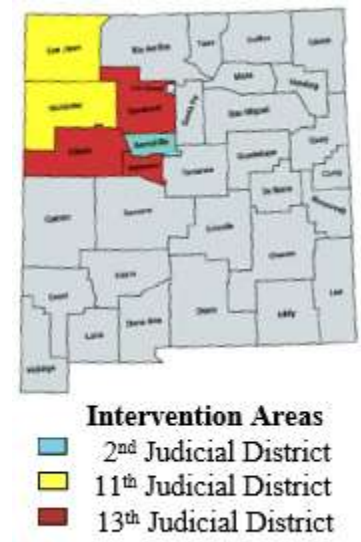 San Juan
Rio Arriba
Taos
Colfax
Union
Mora
Harding
McKinley
Sandoval
Santa Fe
San Miguel
Cibola
Bernalillo
Guadalupe
Quay
Curry
Torrance
De Baca
Roosevelt
Catron
Socorro
Lincoln
Chaves
Sierra
Grant
Luna
Dona Ana
Otero
Eddy
Lea
Hidalgo
Intervention Areas
2nd Judicial District
11th Judicial District
13th Judicial District